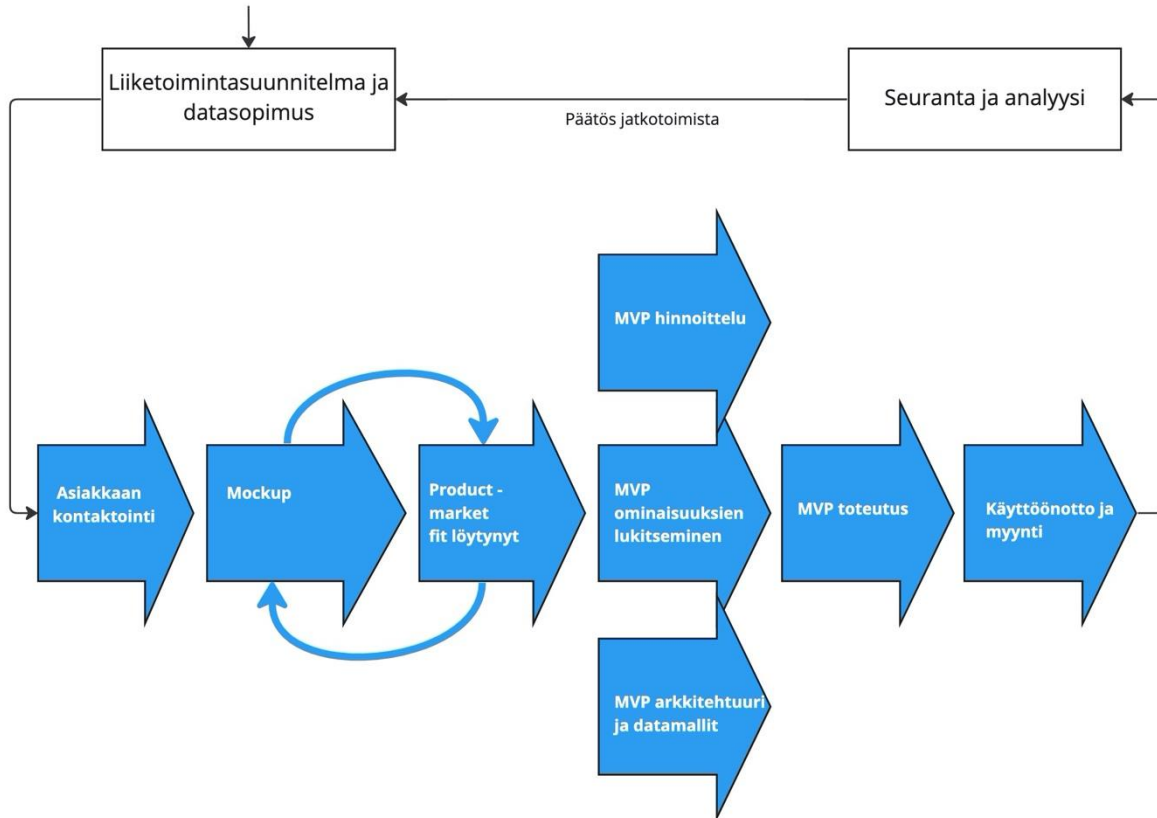 Liiketoimintasuunnitelma ja
datasopimus
Päätös jatkotoimista
Seuranta ja analyysi
MVP hinnoittelu
Asiakkaan
kontaktointi
Mockup
Product -
market
fit löytynyt
MVP
ominaisuuksien
lukitseminen
MVP toteutus
Käyttöönotto ja
myynti
MVP arkkitehtuuri
ja datamallit